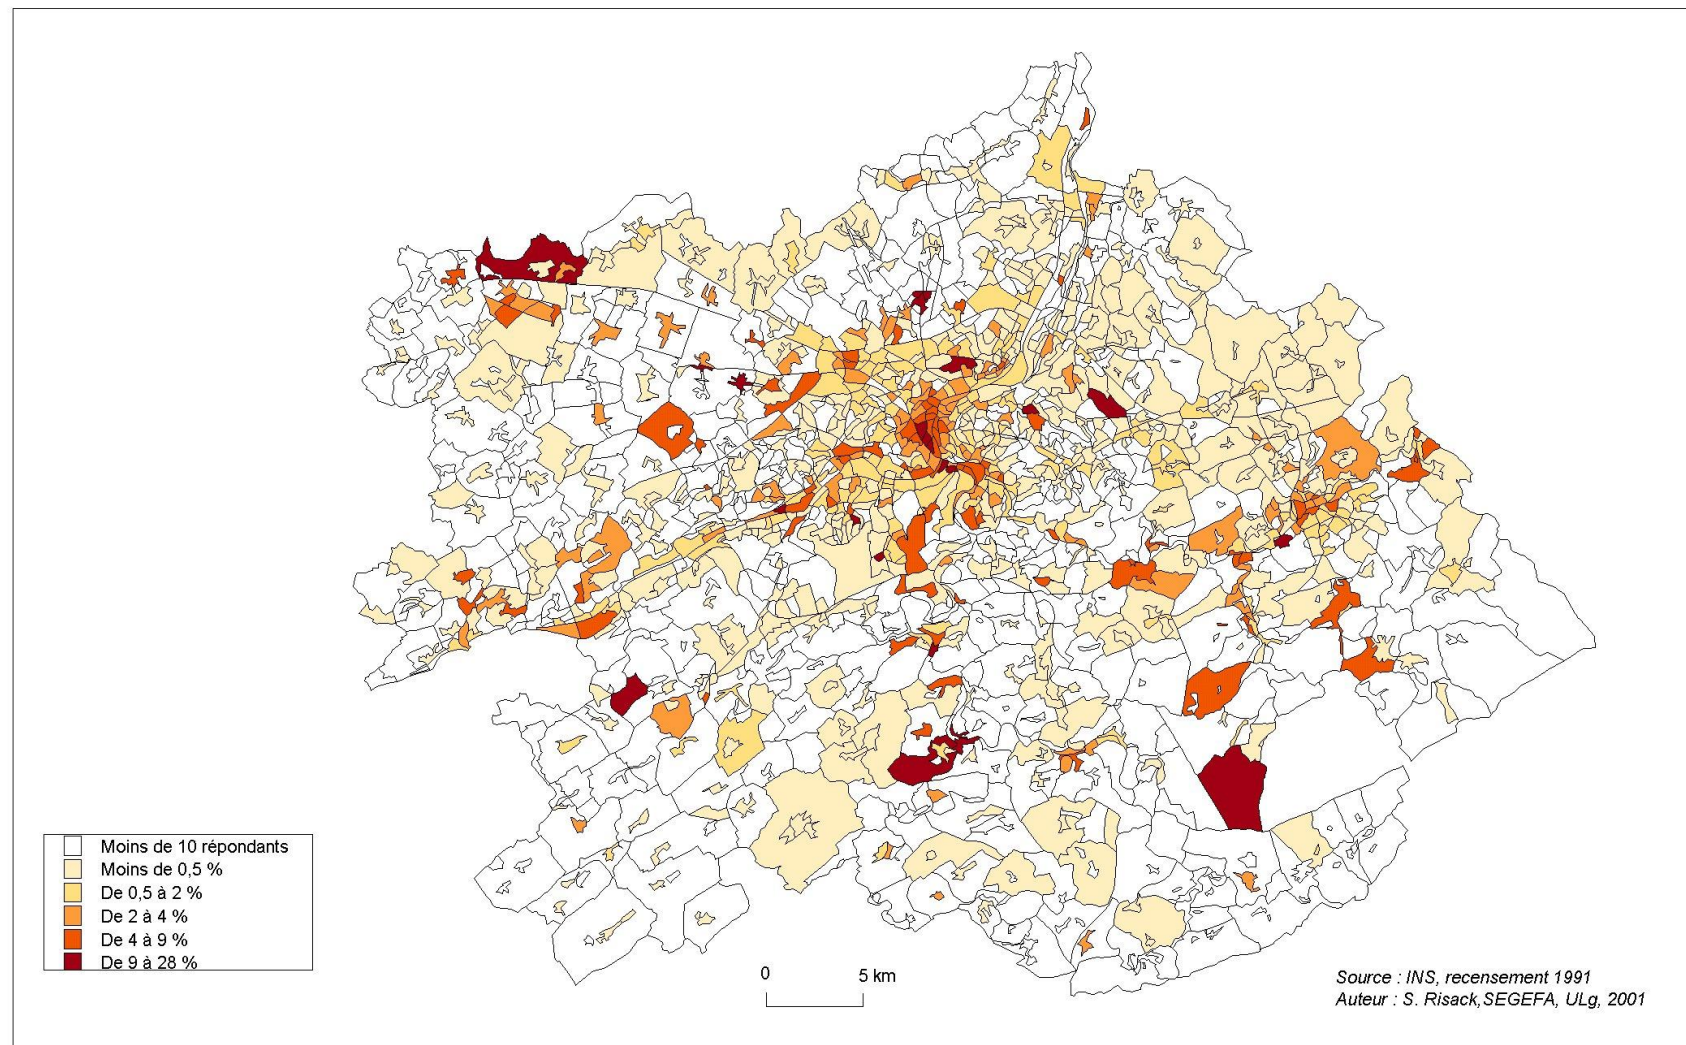 Moins de 10 répondants
Moins de 0,5 %
De 0,5 à 2 %
De 2 à 4 %
De 4 à 9 %
De 9 à 28 %
0 5 km
Source : INS, recensement 1991
Auteur : S. Risack,SEGEFA, ULg, 2001